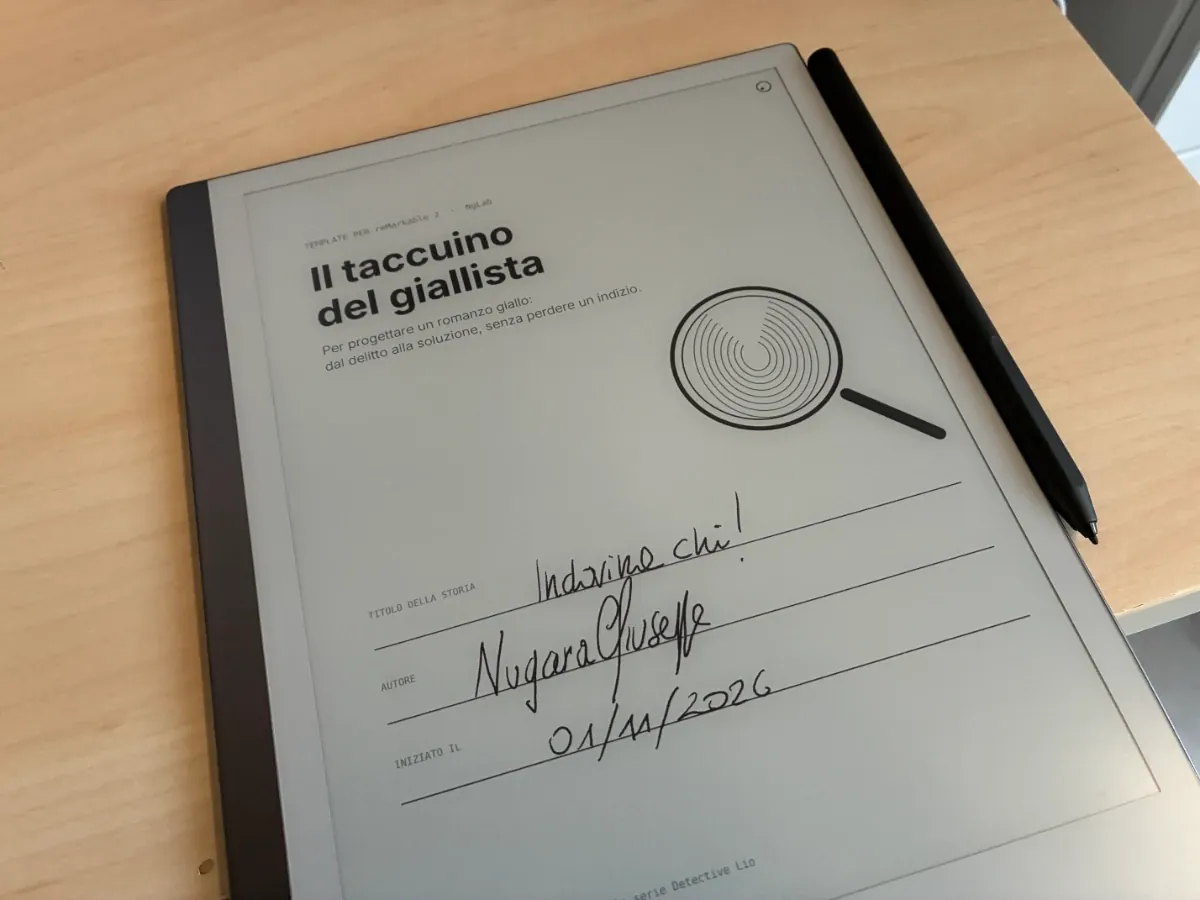 TEMPLATE PER reMarkable 2 · NgLab
Il taccuino
del giallista
Per progettare un romanzo giallo:
dal delitto alla soluzione, senza perdere un indizio.
TITOLO DELLA STORIA Indovina chi!
AUTORE Nugara Giuseppe
INIZIATO IL 01/11/2026
serie Detective Lio